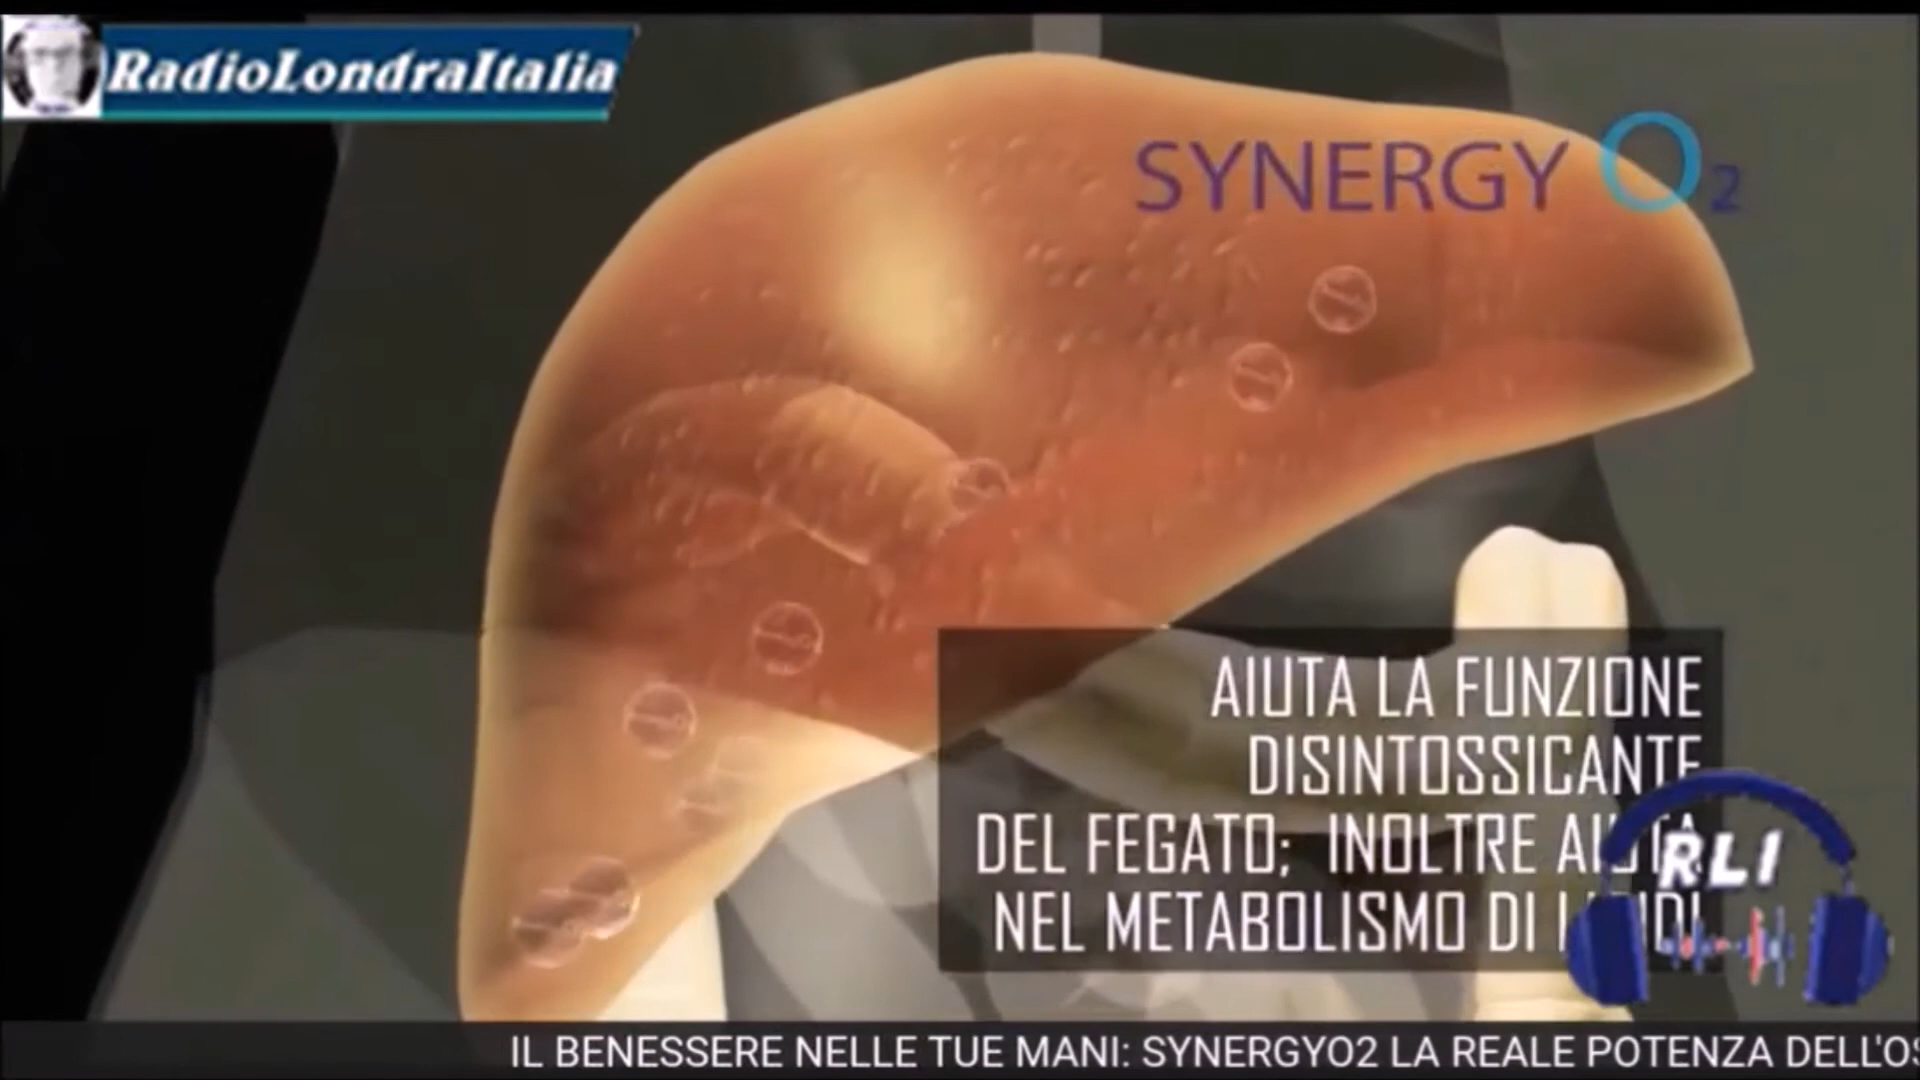 RadioLondraItalia
SYNERGY O2
AIUTA LA FUNZIONE
DISINTOSSICANTE
DEL FEGATO; INOLTRE AIUTA
NEL METABOLISMO DI
RLI
IL BENESSERE NELLE TUE MANI: SYNERGYO2 LA REALE POTENZA